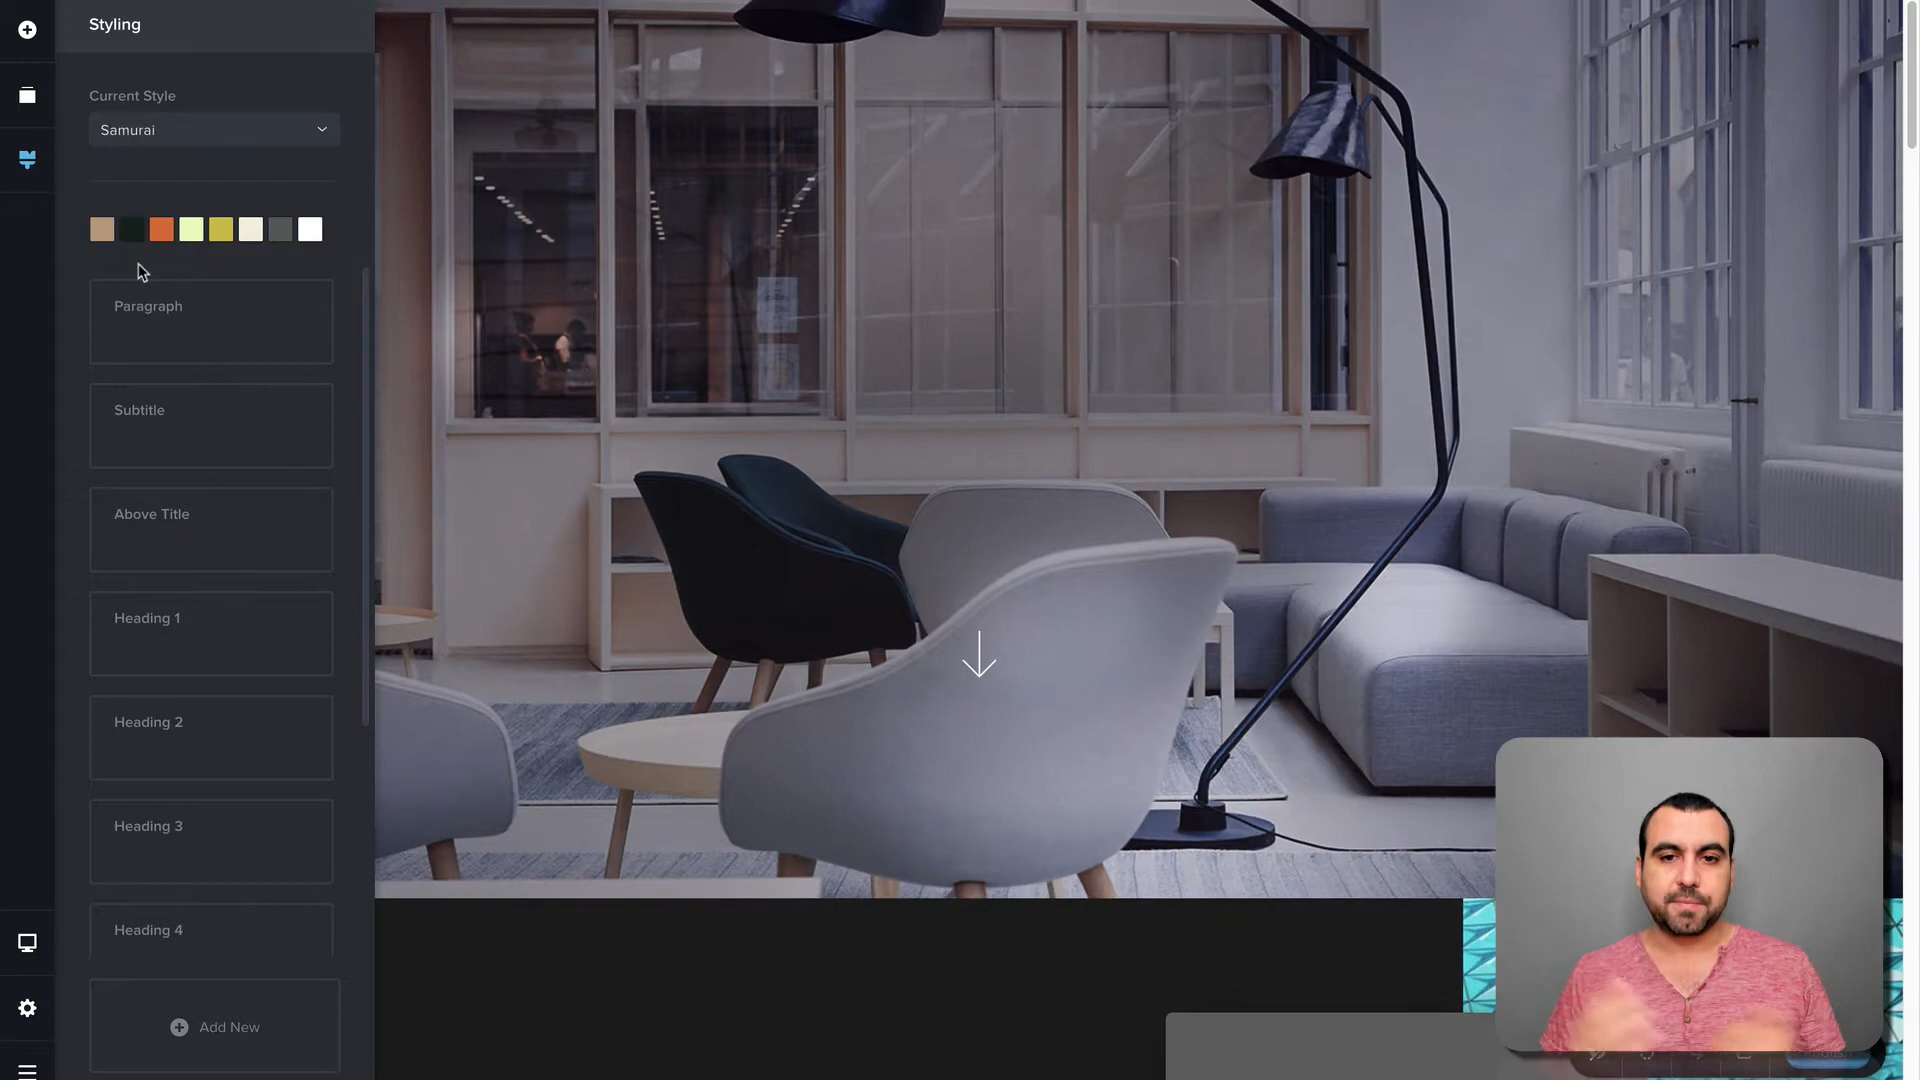 Styling
Current Style
Samurai
Paragraph
Subtitle
Above Title
Heading 1
Heading 2
Heading 3
Heading 4
Add New